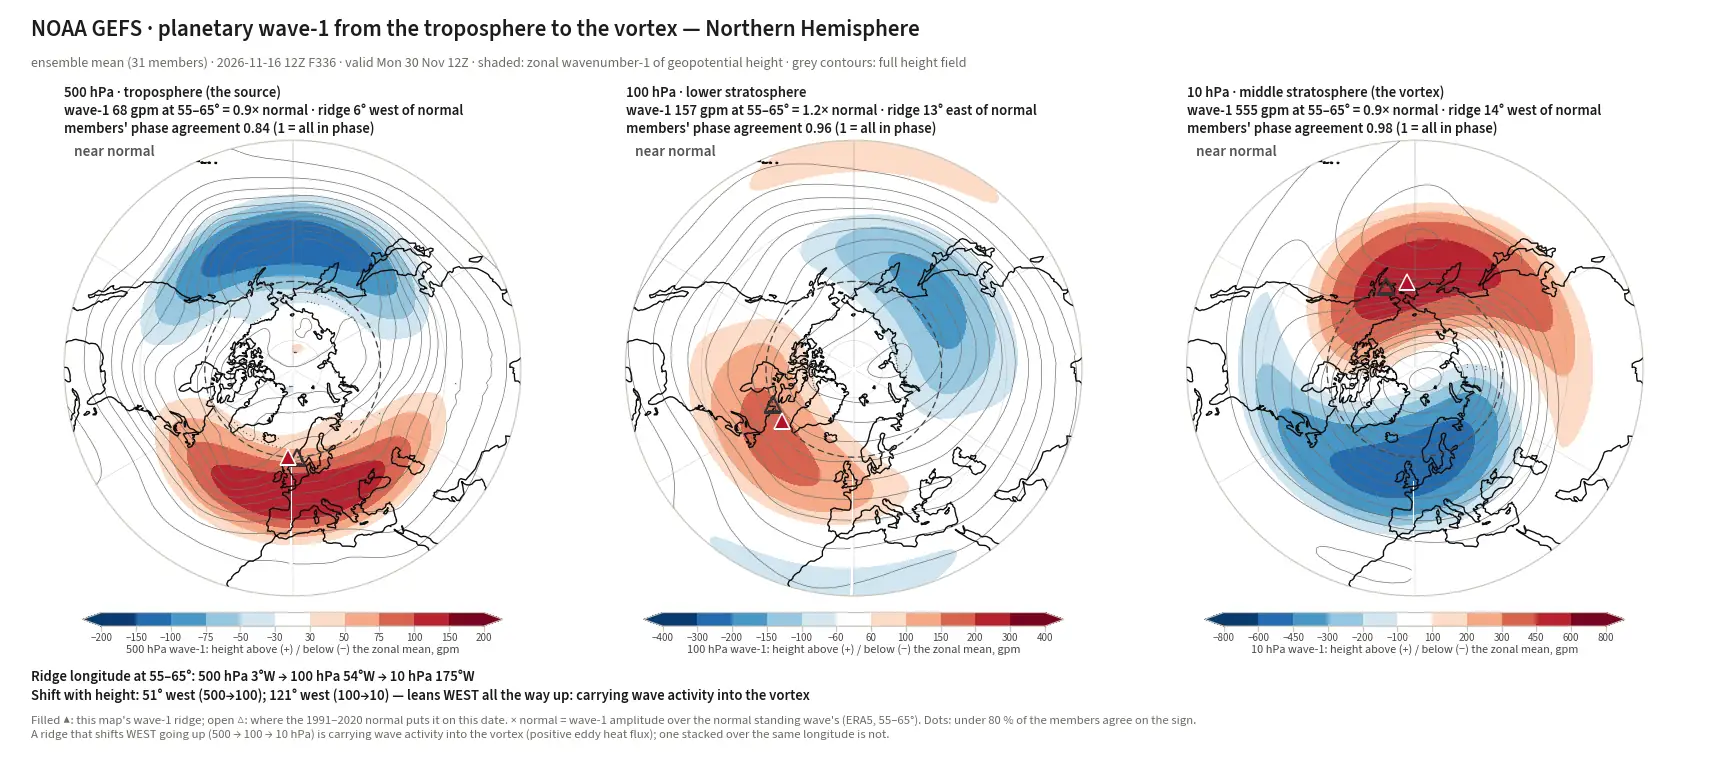 NOAA GEFS · planetary wave-1 from the troposphere to the vortex — Northern Hemisphere
ensemble mean (31 members) · 2026-11-16 12Z F336 · valid Mon 30 Nov 12Z · shaded: zonal wavenumber-1 of geopotential height · grey contours: full height field
500 hPa · troposphere (the source)
wave-1 68 gpm at 55–65° = 0.9× normal · ridge 6° west of normal
members' phase agreement 0.84 (1 = all in phase)
near normal
100 hPa · lower stratosphere
wave-1 157 gpm at 55–65° = 1.2× normal · ridge 13° east of normal
members' phase agreement 0.96 (1 = all in phase)
near normal
10 hPa · middle stratosphere (the vortex)
wave-1 555 gpm at 55–65° = 0.9× normal · ridge 14° west of normal
members' phase agreement 0.98 (1 = all in phase)
near normal
−200 −150 −100 −75 −50 −30 30 50 75 100 150 200
500 hPa wave-1: height above (+) / below (−) the zonal mean, gpm
−400 −300 −200 −150 −100 −60 60 100 150 200 300 400
100 hPa wave-1: height above (+) / below (−) the zonal mean, gpm
−800 −600 −450 −300 −200 −100 100 200 300 450 600 800
10 hPa wave-1: height above (+) / below (−) the zonal mean, gpm
Ridge longitude at 55–65°: 500 hPa 3°W → 100 hPa 54°W → 10 hPa 175°W
Shift with height: 51° west (500→100); 121° west (100→10) — leans WEST all the way up: carrying wave activity into the vortex
Filled ▲: this map's wave-1 ridge; open △: where the 1991–2020 normal puts it on this date. × normal = wave-1 amplitude over the normal standing wave's (ERA5, 55–65°). Dots: under 80 % of the members agree on the sign.
A ridge that shifts WEST going up (500 → 100 → 10 hPa) is carrying wave activity into the vortex (positive eddy heat flux); one stacked over the same longitude is not.